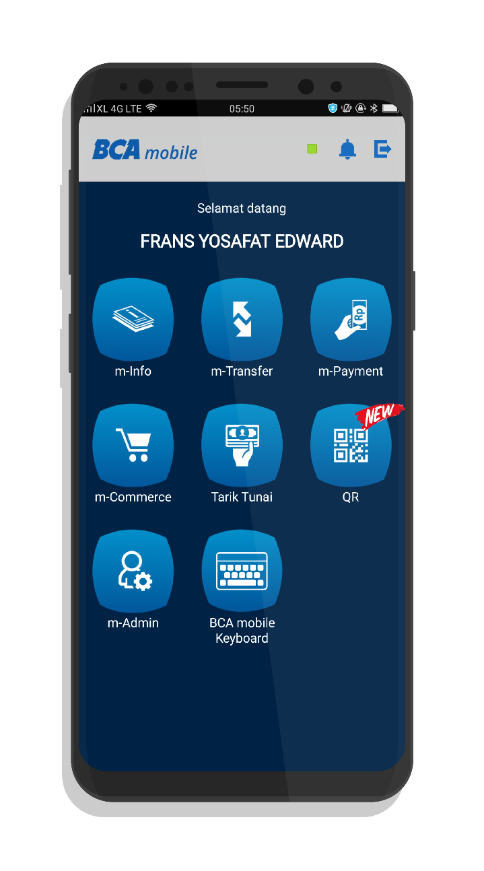 XL 4G LTE 05:50
BCA mobile
Selamat datang
FRANS YOSAFAT EDWARD
m-Info m-Transfer m-Payment
Rp
NEW
m-Commerce Tarik Tunai QR
m-Admin BCA mobile
Keyboard